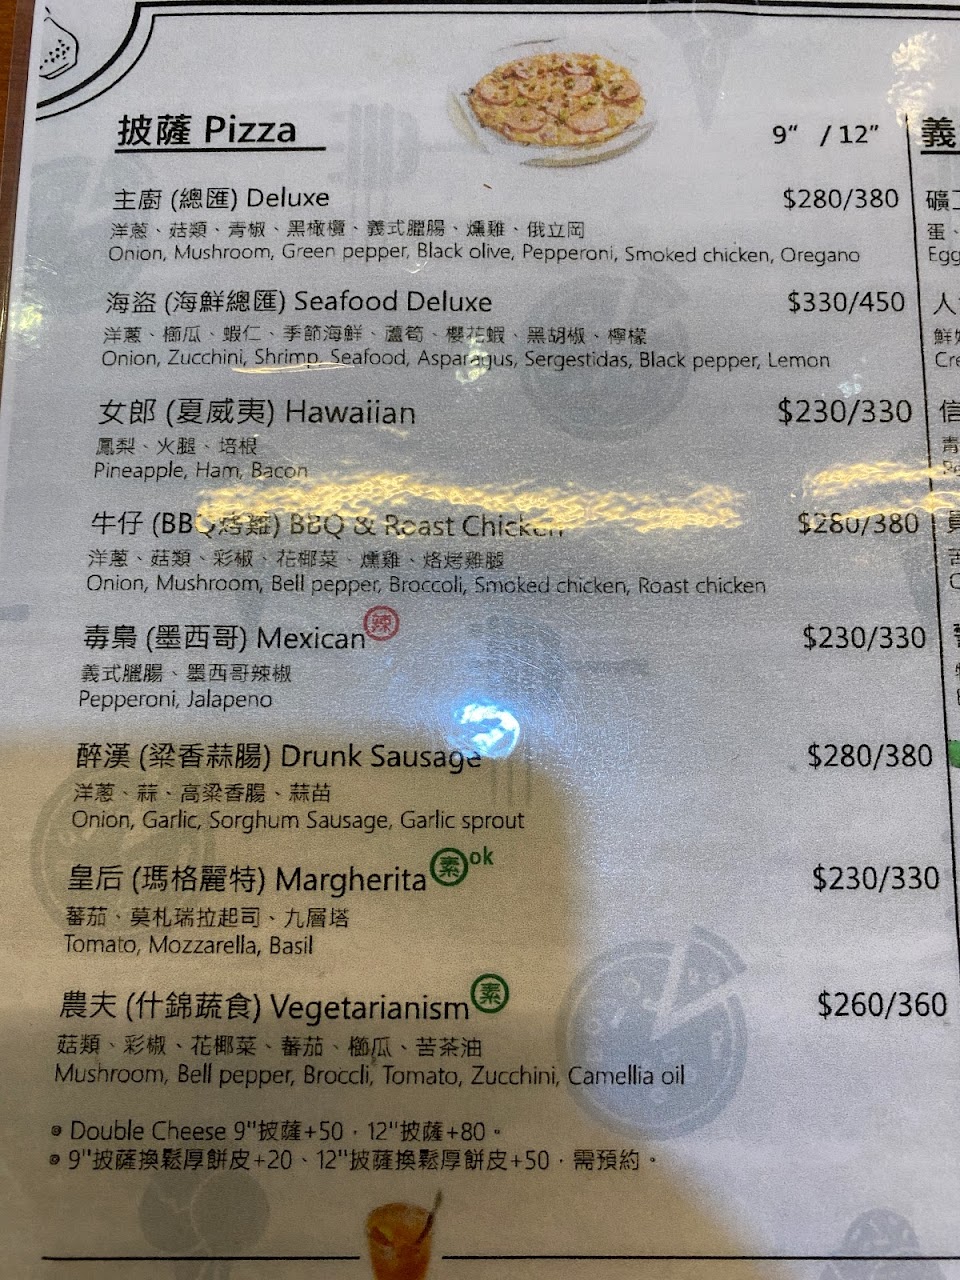 披薩 Pizza 9" / 12"
主廚 (總匯) Deluxe $280/380
洋蔥、菇類、青椒、黑橄欖、義式臘腸、燻雞、俄立岡
Onion, Mushroom, Green pepper, Black olive, Pepperoni, Smoked chicken, Oregano
海盜 (海鮮總匯) Seafood Deluxe $330/450
洋蔥、櫛瓜、蝦仁、季節海鮮、蘆筍、櫻花蝦、黑胡椒、檸檬
Onion, Zucchini, Shrimp, Seafood, Asparagus, Sergestidas, Black pepper, Lemon
女郎 (夏威夷) Hawaiian $230/330
鳳梨、火腿、培根
Pineapple, Ham, Bacon
牛仔 (BBQ烤雞) BBQ & Roast Chicken $280/380
洋蔥、菇類、彩椒、花椰菜、燻雞、烙烤雞腿
Onion, Mushroom, Bell pepper, Broccoli, Smoked chicken, Roast chicken
毒梟 (墨西哥) Mexican 辣 $230/330
義式臘腸、墨西哥辣椒
Pepperoni, Jalapeno
醉漢 (粱香蒜腸) Drunk Sausage $280/380
洋蔥、蒜、高粱香腸、蒜苗
Onion, Garlic, Sorghum Sausage, Garlic sprout
皇后 (瑪格麗特) Margherita 素 ok $230/330
蕃茄、莫札瑞拉起司、九層塔
Tomato, Mozzarella, Basil
農夫 (什錦蔬食) Vegetarianism 素 $260/360
菇類、彩椒、花椰菜、蕃茄、櫛瓜、苦茶油
Mushroom, Bell pepper, Broccli, Tomato, Zucchini, Camellia oil
@ Double Cheese 9"披薩+50，12"披薩+80。
@ 9"披薩換鬆厚餅皮+20、12"披薩換鬆厚餅皮+50，需預約。
義
蛋、
Egg
人
鮮
Cre
信
青